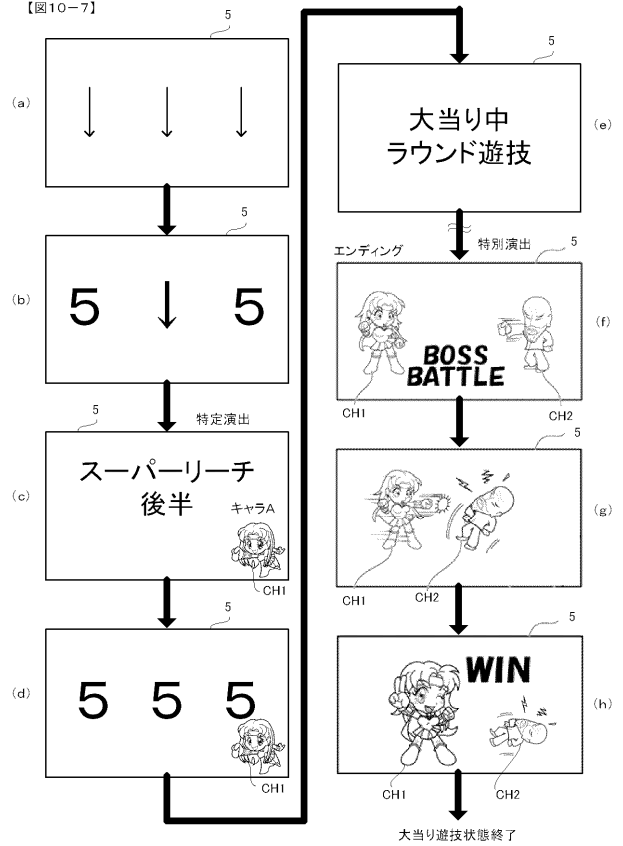 【図10－7】
5
(a)
5
(b)
5 ↓ 5
特定演出
5
(c)
スーパーリーチ
後半
キャラA
CH1
5
(d)
5 5 5
CH1
5
(e)
大当り中
ラウンド遊技
特別演出
エンディング
5
(f)
BOSS
BATTLE
CH1
CH2
5
(g)
CH1
CH2
5
(h)
WIN
CH1
CH2
大当り遊技状態終了